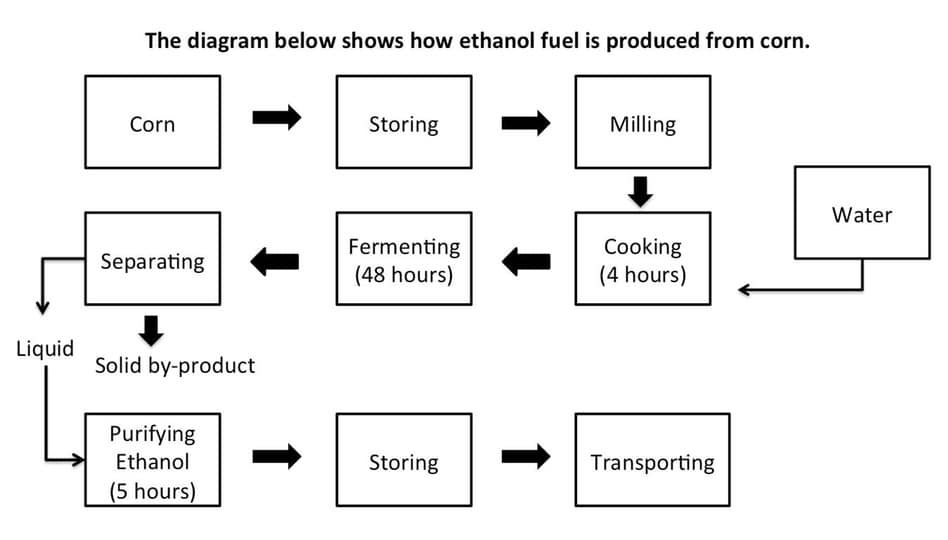 The diagram below shows how ethanol fuel is produced from corn.
Corn
Storing
Milling
Water
Cooking
(4 hours)
Fermenting
(48 hours)
Separating
Liquid
Solid by-product
Purifying
Ethanol
(5 hours)
Storing
Transporting